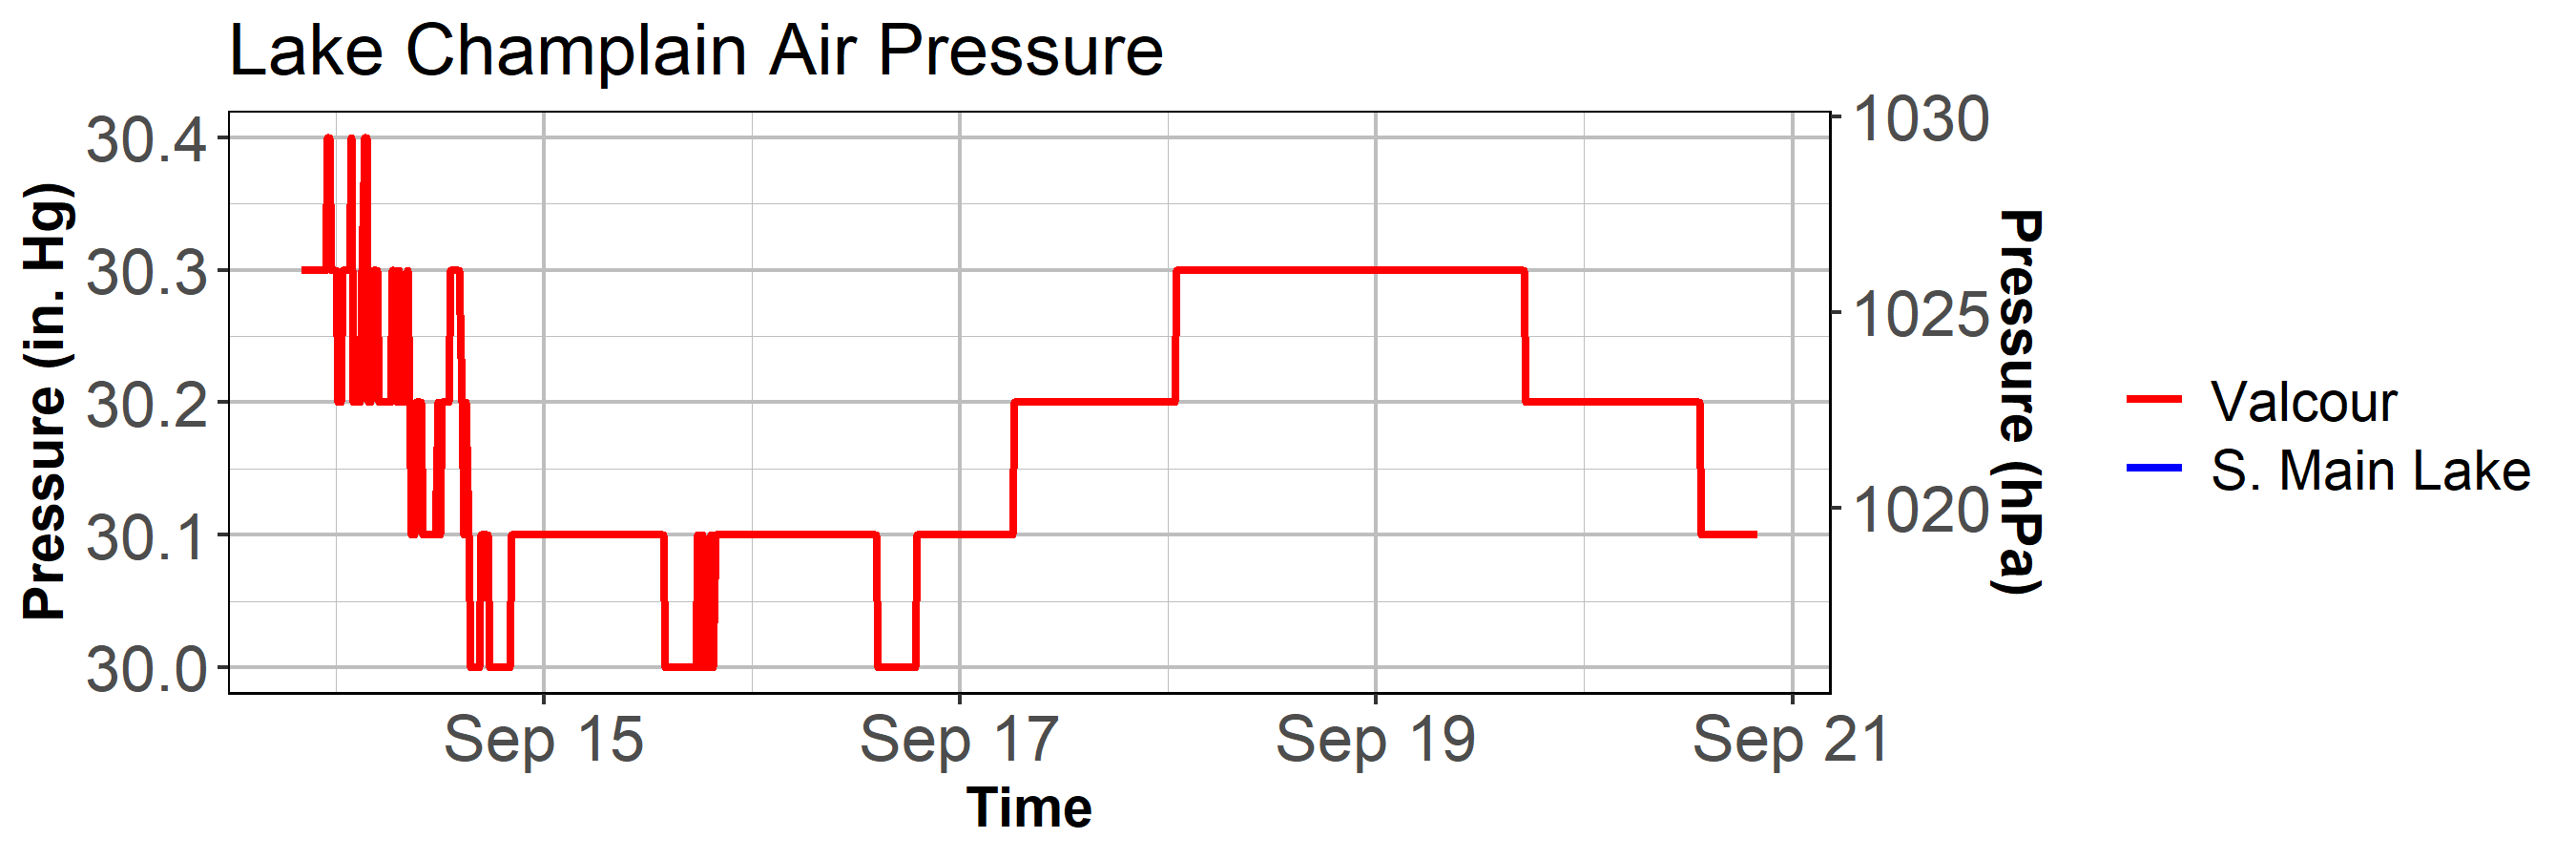 Lake Champlain Air Pressure
Pressure (in. Hg)
30.4
30.3
30.2
30.1
30.0
1030
1025
1020
Pressure (hPa)
Sep 15
Sep 17
Sep 19
Sep 21
Time
Valcour
S. Main Lake